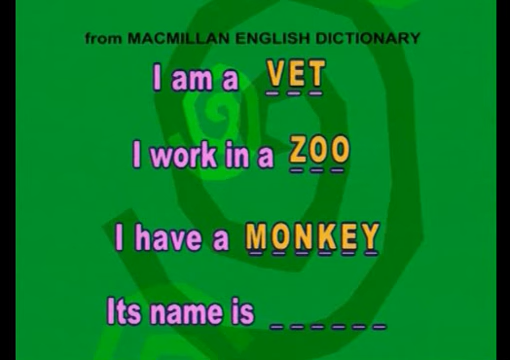 from MACMILLAN ENGLISH DICTIONARY
I am a VET
I work in a ZOO
I have a MONKEY
Its name is _ _ _ _ _ _